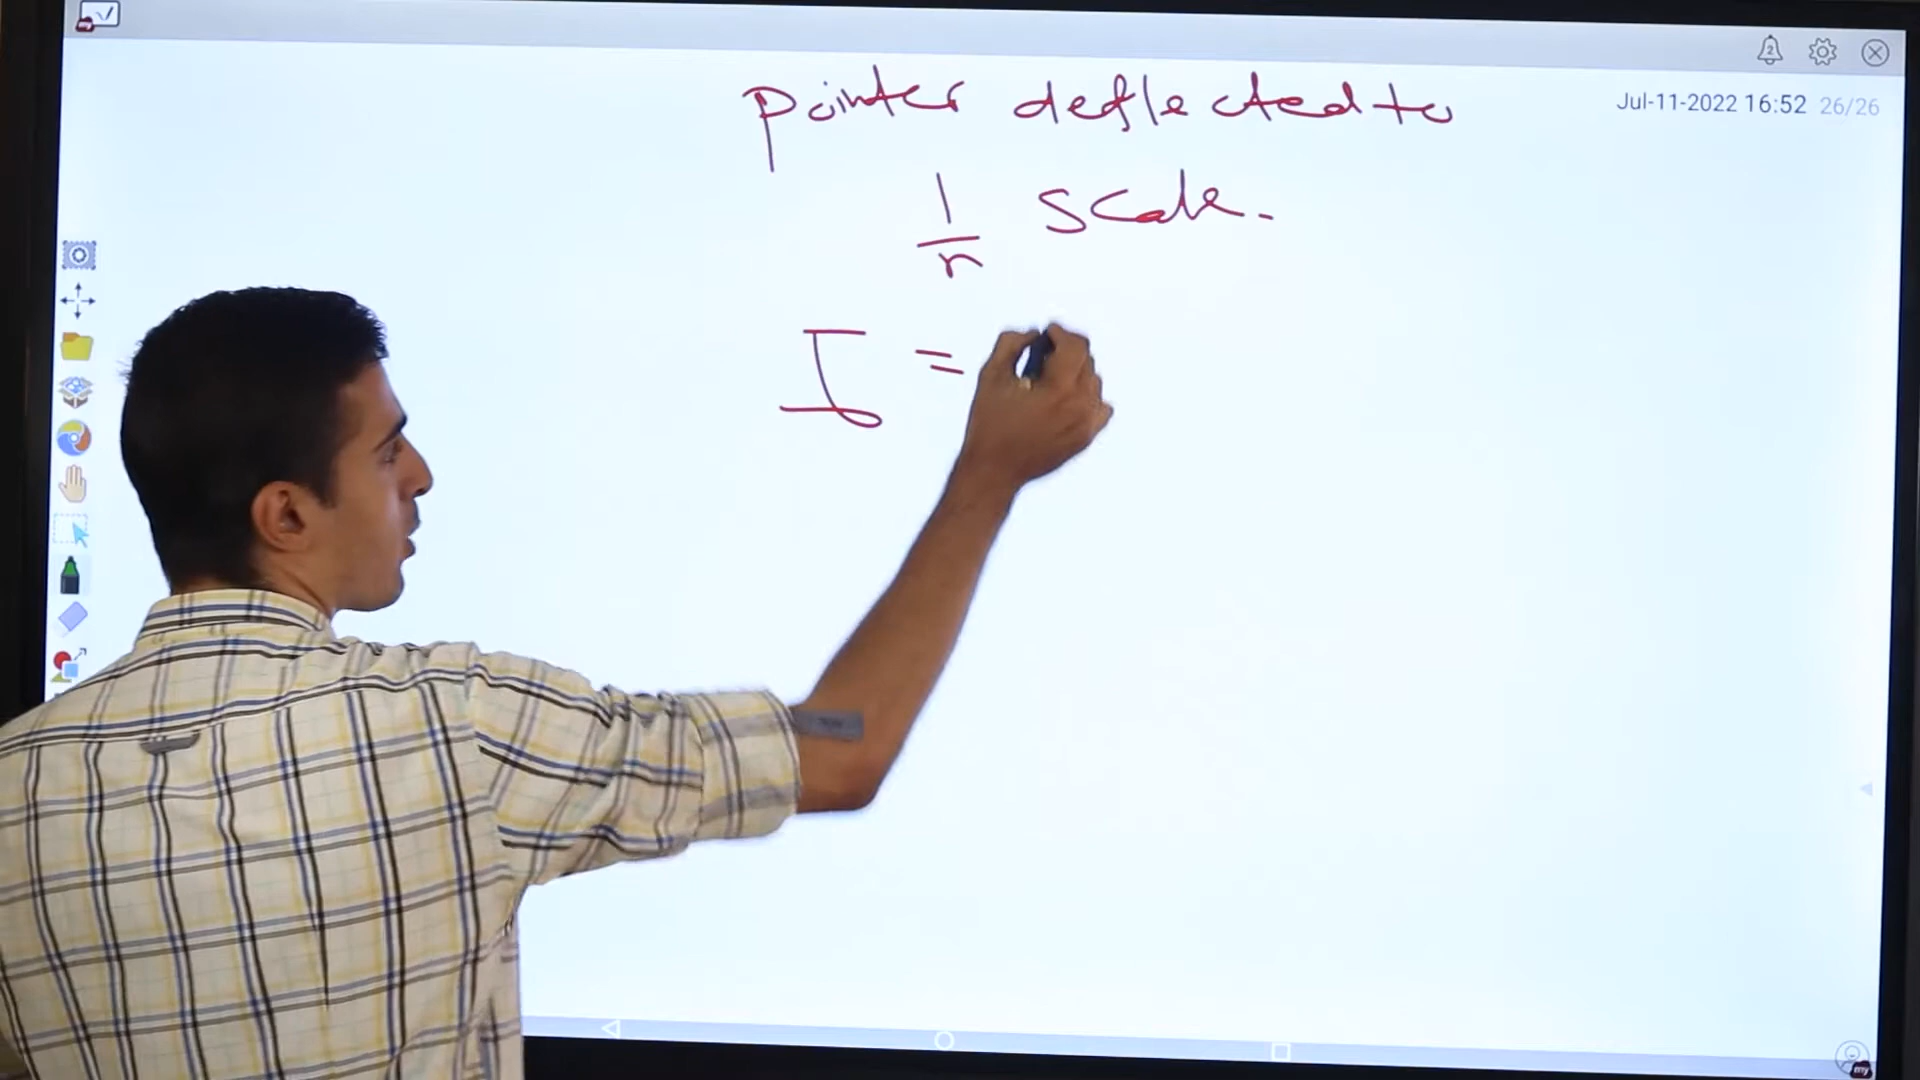 Jul-11-2022 16:52 26/26
pointer deflected to
1/n scale.
I =